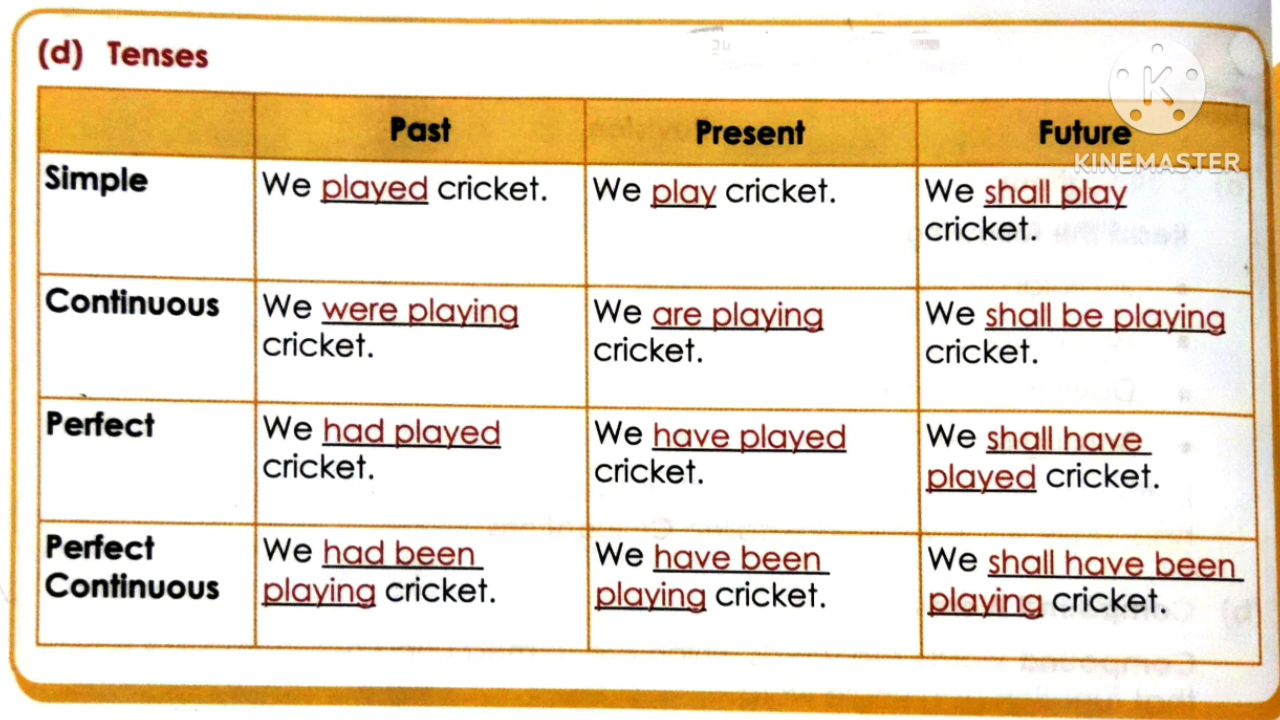 (d) Tenses
Past Present Future
KINEMASTER
Simple We played cricket. We play cricket. We shall play
cricket.
Continuous We were playing We are playing We shall be playing
cricket. cricket. cricket.
Perfect We had played We have played We shall have
cricket. cricket. played cricket.
Perfect We had been We have been We shall have been
Continuous playing cricket. playing cricket. playing cricket.